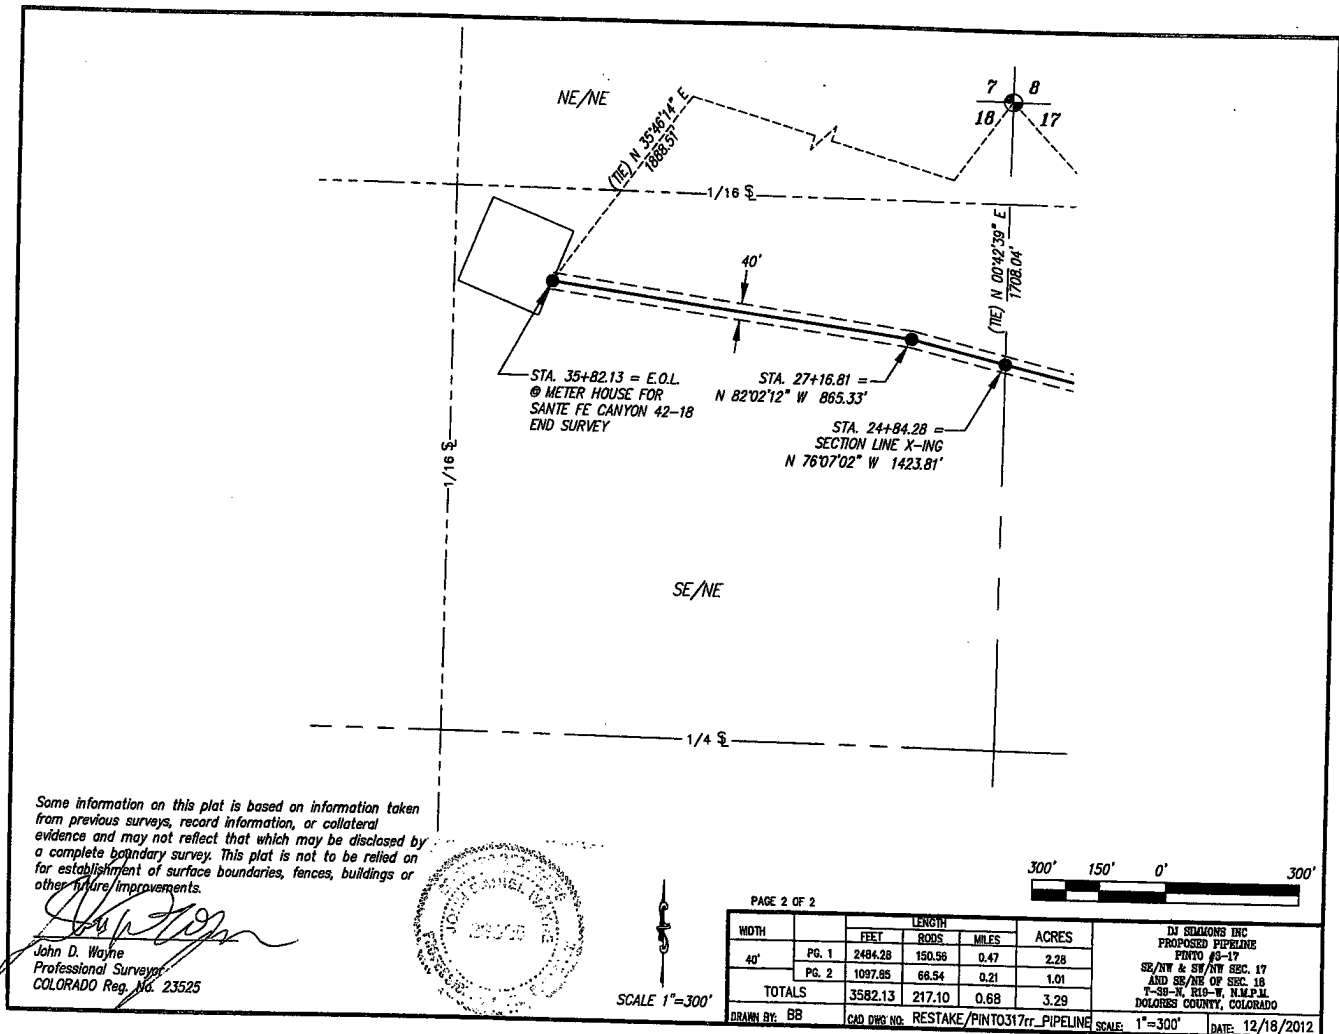 NE/NE
(TIE) N 35°46'14" E
1888.51'
7 8
18 17
1/16 ℄
(TIE) N 00°42'39" E
1708.04'
40'
STA. 35+82.13 = E.O.L.
@ METER HOUSE FOR
SANTE FE CANYON 42-18
END SURVEY
STA. 27+16.81 =
N 82°02'12" W 865.33'
STA. 24+84.28 =
SECTION LINE X-ING
N 76°07'02" W 1423.81'
1/16 ℄
SE/NE
1/4 ℄
Some information on this plat is based on information taken
from previous surveys, record information, or collateral
evidence and may not reflect that which may be disclosed by
a complete boundary survey. This plat is not to be relied on
for establishment of surface boundaries, fences, buildings or
other future improvements.
John D. Wayne
Professional Surveyor
COLORADO Reg. No. 23525
SCALE 1"=300'
300' 150' 0' 300'
PAGE 2 OF 2
WIDTH LENGTH ACRES
FEET RODS MILES
40' PG. 1 2484.28 150.56 0.47 2.28
PG. 2 1097.85 66.54 0.21 1.01
TOTALS 3582.13 217.10 0.68 3.29
DRAWN BY: BB CAD DWG NO: RESTAKE/PINTO317rr_PIPELINE
DJ SIMMONS INC
PROPOSED PIPELINE
PINTO #3-17
SE/NW & SW/NW SEC. 17
AND SE/NE OF SEC. 18
T-39-N, R19-W, N.M.P.M.
DOLORES COUNTY, COLORADO
SCALE: 1"=300' DATE: 12/18/2012